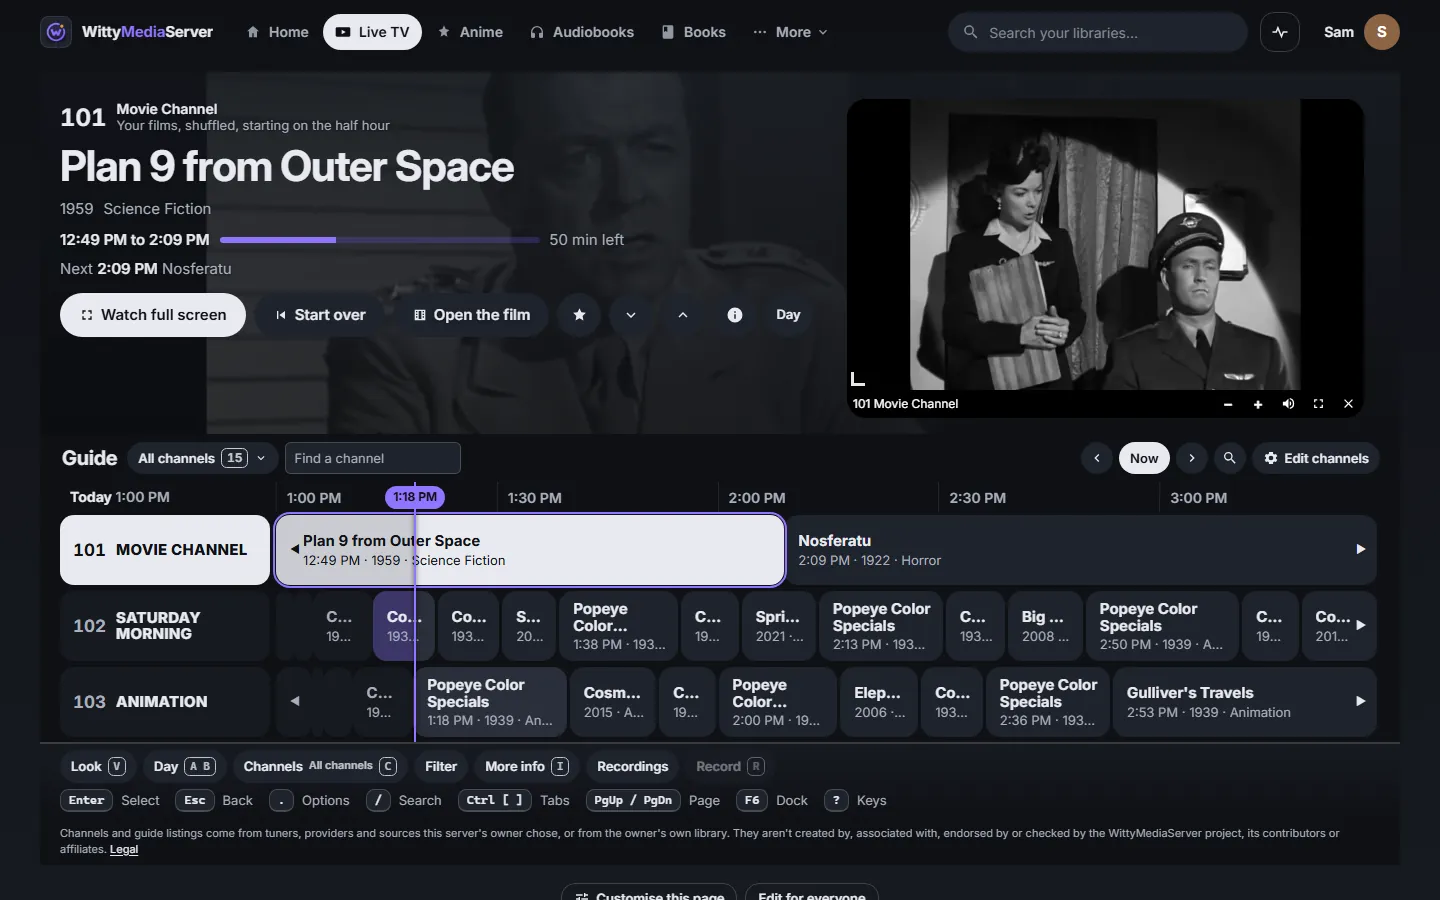 WittyMediaServer
Home
Live TV
Anime
Audiobooks
Books
More
Search your libraries...
Sam
S
101
Movie Channel
Your films, shuffled, starting on the half hour
Plan 9 from Outer Space
1959 Science Fiction
12:49 PM to 2:09 PM
50 min left
Next 2:09 PM Nosferatu
Watch full screen
Start over
Open the film
Day
101 Movie Channel
Guide
All channels 15
Find a channel
Now
Edit channels
Today 1:00 PM
1:00 PM
1:18 PM
1:30 PM
2:00 PM
2:30 PM
3:00 PM
101 MOVIE CHANNEL
Plan 9 from Outer Space
12:49 PM · 1959 · Science Fiction
Nosferatu
2:09 PM · 1922 · Horror
102 SATURDAY
MORNING
C...
19...
Co...
193...
Co...
193...
S...
20...
Popeye
Color...
1:38 PM · 193...
C...
19...
Spri...
2021 ·...
Popeye Color
Specials
2:13 PM · 193...
C...
193...
Big ...
2008 ...
Popeye Color
Specials
2:50 PM · 1939 · A...
C...
19...
Co...
201...
103 ANIMATION
C...
19...
Popeye Color
Specials
1:18 PM · 1939 · An...
Cosm...
2015 · A...
C...
19...
Popeye
Color...
2:00 PM · 19...
Elep...
2006 ·...
Co...
193...
Popeye Color
Specials
2:36 PM · 193...
Gulliver's Travels
2:53 PM · 1939 · Animation
Look V
Day A B
Channels All channels C
Filter
More info I
Recordings
Record R
Enter Select
Esc Back
. Options
/ Search
Ctrl [ ] Tabs
PgUp / PgDn Page
F6 Dock
? Keys
Channels and guide listings come from tuners, providers and sources this server's owner chose, or from the owner's own library. They aren't created by, associated with, endorsed by or checked by the WittyMediaServer project, its contributors or
affiliates. Legal
Customise this page
Edit for everyone